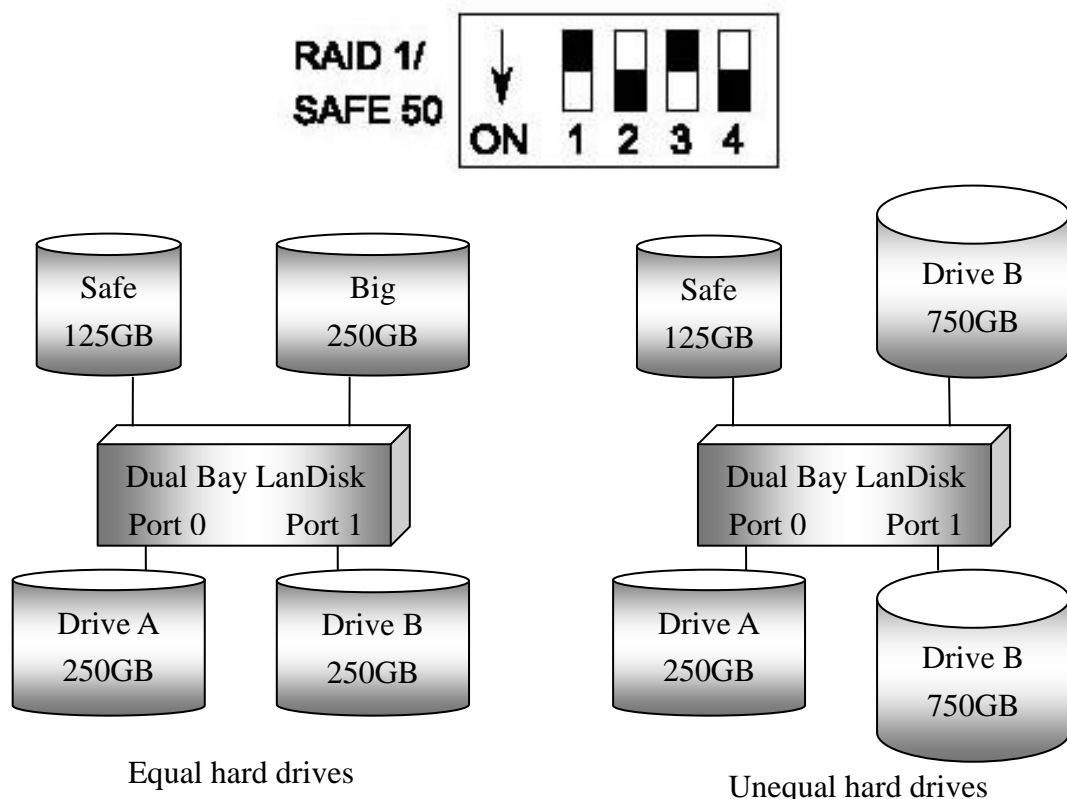 RAID 1/
SAFE 50
ON 1 2 3 4
Safe
125GB
Big
250GB
Dual Bay LanDisk
Port 0 Port 1
Drive A
250GB
Drive B
250GB
Equal hard drives
Safe
125GB
Drive B
750GB
Dual Bay LanDisk
Port 0 Port 1
Drive A
250GB
Drive B
750GB
Unequal hard drives